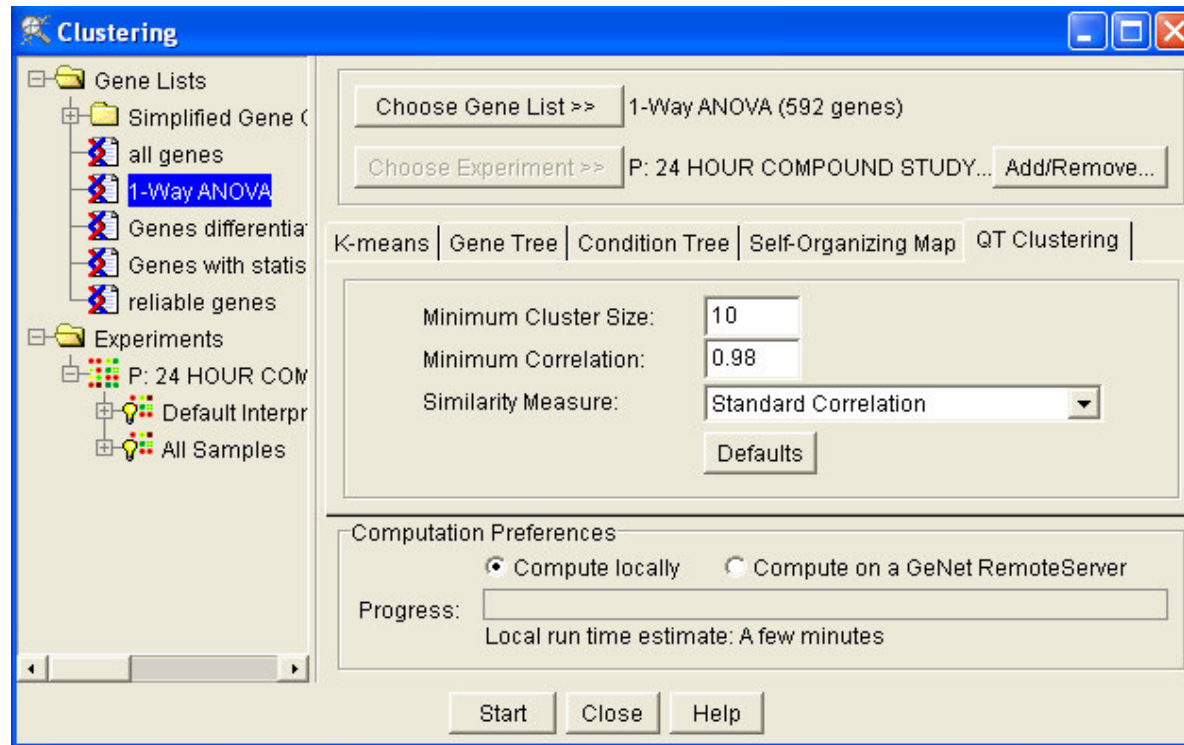 Clustering
Gene Lists
Simplified Gene
all genes
1-Way ANOVA
Genes differentia
Genes with statis
reliable genes
Experiments
P: 24 HOUR COM
Default Interpr
All Samples
Choose Gene List >> 1-Way ANOVA (592 genes)
Choose Experiment >> P: 24 HOUR COMPOUND STUDY... Add/Remove...
K-means Gene Tree Condition Tree Self-Organizing Map QT Clustering
Minimum Cluster Size: 10
Minimum Correlation: 0.98
Similarity Measure: Standard Correlation
Defaults
Computation Preferences
Compute locally Compute on a GeNet RemoteServer
Progress:
Local run time estimate: A few minutes
Start Close Help